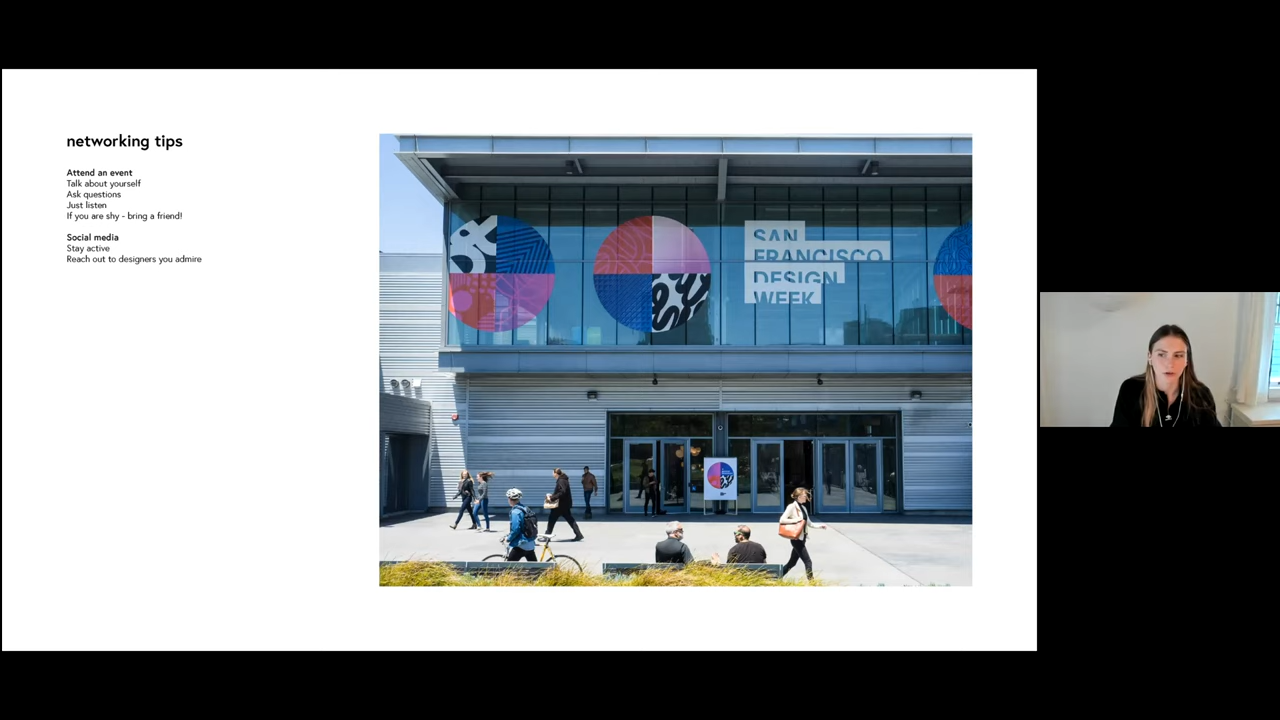 networking tips
Attend an event
Talk about yourself
Ask questions
Just listen
If you are shy - bring a friend!
Social media
Stay active
Reach out to designers you admire
SAN
FRANCISCO
DESIGN
WEEK